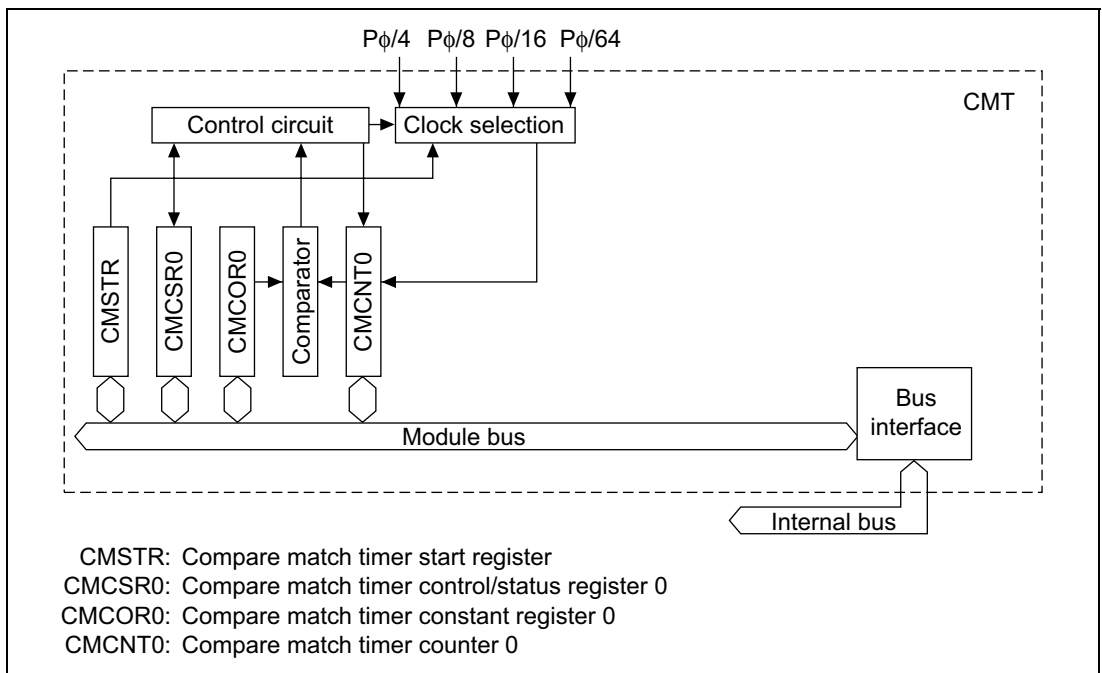 Pϕ/4 Pϕ/8 Pϕ/16 Pϕ/64
CMT
Control circuit
Clock selection
CMSTR
CMCSR0
CMCOR0
Comparator
CMCNT0
Bus
interface
Module bus
Internal bus
CMSTR: Compare match timer start register
CMCSR0: Compare match timer control/status register 0
CMCOR0: Compare match timer constant register 0
CMCNT0: Compare match timer counter 0